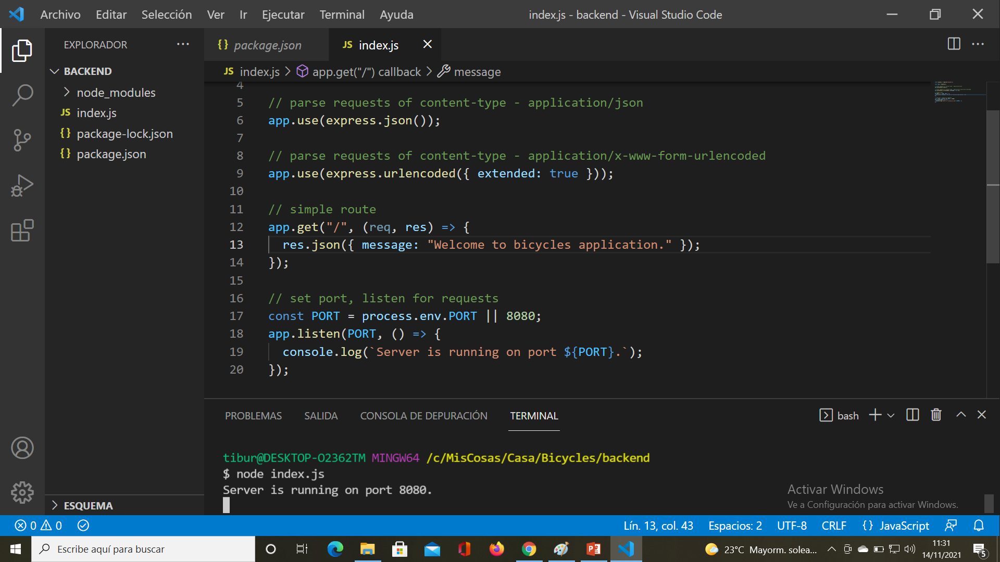 Archivo Editar Selección Ver Ir Ejecutar Terminal Ayuda index.js - backend - Visual Studio Code
EXPLORADOR ···
{} package.json JS index.js
JS index.js > app.get("/") callback > message
BACKEND
node_modules
JS index.js
{} package-lock.json
{} package.json
ESQUEMA
4
5 // parse requests of content-type - application/json
6 app.use(express.json());
7
8 // parse requests of content-type - application/x-www-form-urlencoded
9 app.use(express.urlencoded({ extended: true }));
10
11 // simple route
12 app.get("/", (req, res) => {
13 res.json({ message: "Welcome to bicycles application." });
14 });
15
16 // set port, listen for requests
17 const PORT = process.env.PORT || 8080;
18 app.listen(PORT, () => {
19 console.log(`Server is running on port ${PORT}.`);
20 });
PROBLEMAS SALIDA CONSOLA DE DEPURACIÓN TERMINAL bash
tibur@DESKTOP-O2362TM MINGW64 /c/MisCosas/Casa/Bicycles/backend
$ node index.js
Server is running on port 8080.
Activar Windows
Ve a Configuración para activar Windows.
0 0 Lín. 13, col. 43 Espacios: 2 UTF-8 CRLF {} JavaScript
Escribe aquí para buscar 23°C Mayorm. solea... 11:31
14/11/2021 5